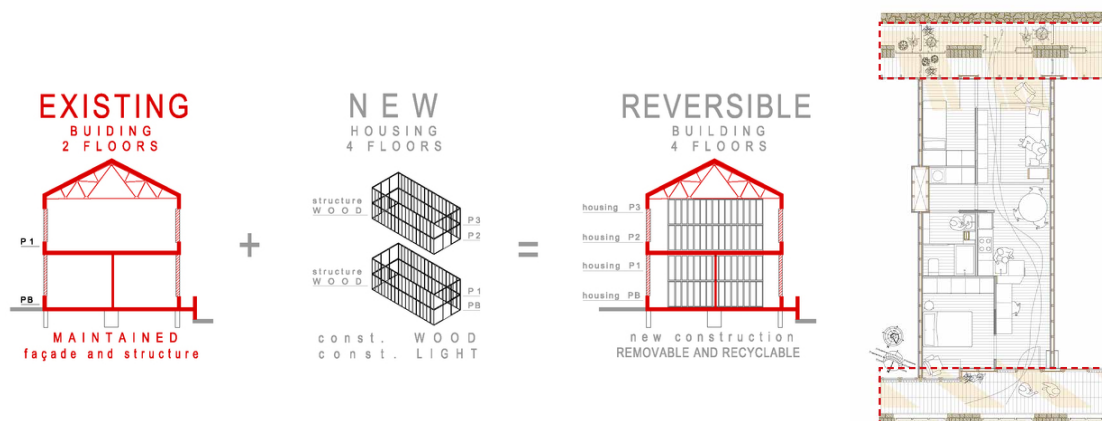 EXISTING
BUIDING
2 FLOORS
P1
PB
MAINTAINED
façade and structure
+
NEW
HOUSING
4 FLOORS
structure
WOOD
P3
P2
structure
WOOD
P1
PB
const. WOOD
const. LIGHT
=
REVERSIBLE
BUILDING
4 FLOORS
housing P3
housing P2
housing P1
housing PB
new construction
REMOVABLE AND RECYCLABLE